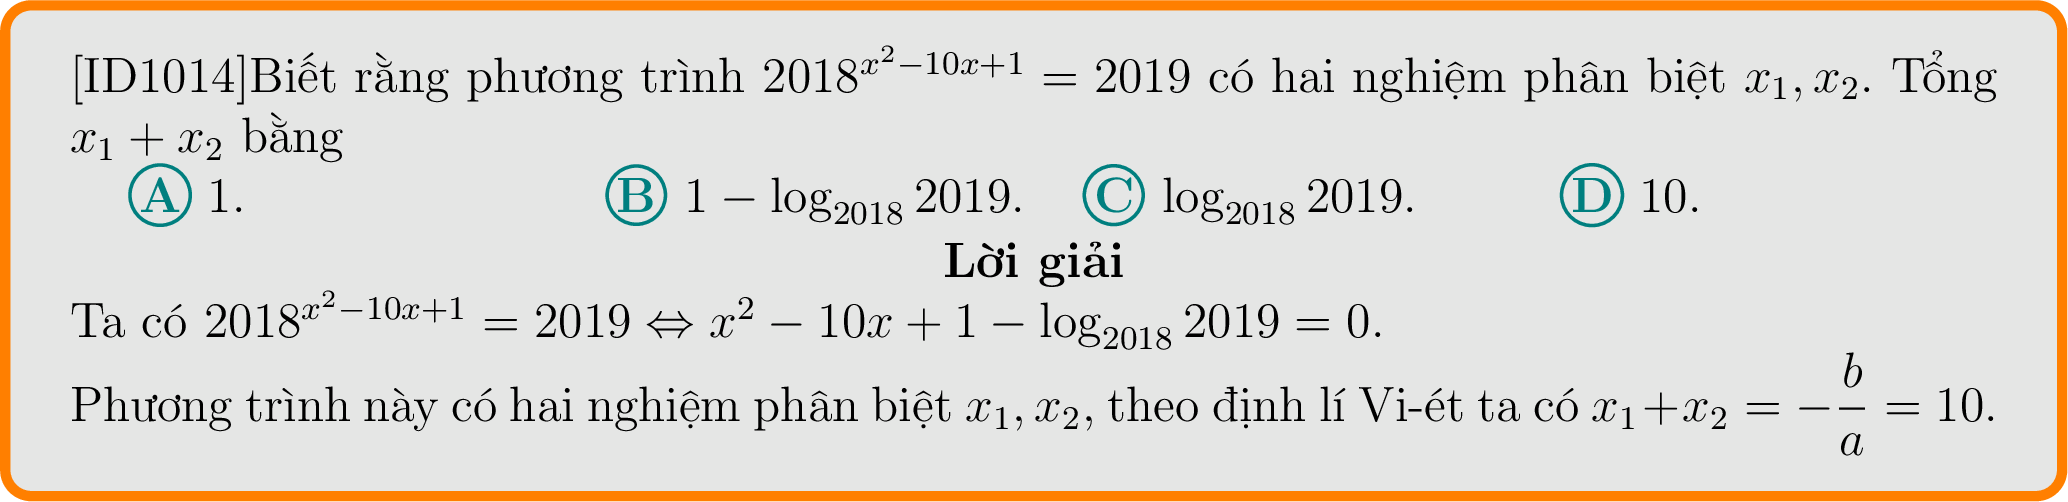 [ID1014]Biết rằng phương trình $2018^{x^2-10x+1} = 2019$ có hai nghiệm phân biệt $x_1, x_2$. Tổng
$x_1 + x_2$ bằng
Ⓐ 1. Ⓑ $1 - \log_{2018} 2019$. Ⓒ $\log_{2018} 2019$. Ⓓ 10.
Lời giải
Ta có $2018^{x^2-10x+1} = 2019 \Leftrightarrow x^2 - 10x + 1 - \log_{2018} 2019 = 0$.
Phương trình này có hai nghiệm phân biệt $x_1, x_2$, theo định lí Vi-ét ta có $x_1 + x_2 = -\frac{b}{a} = 10$.